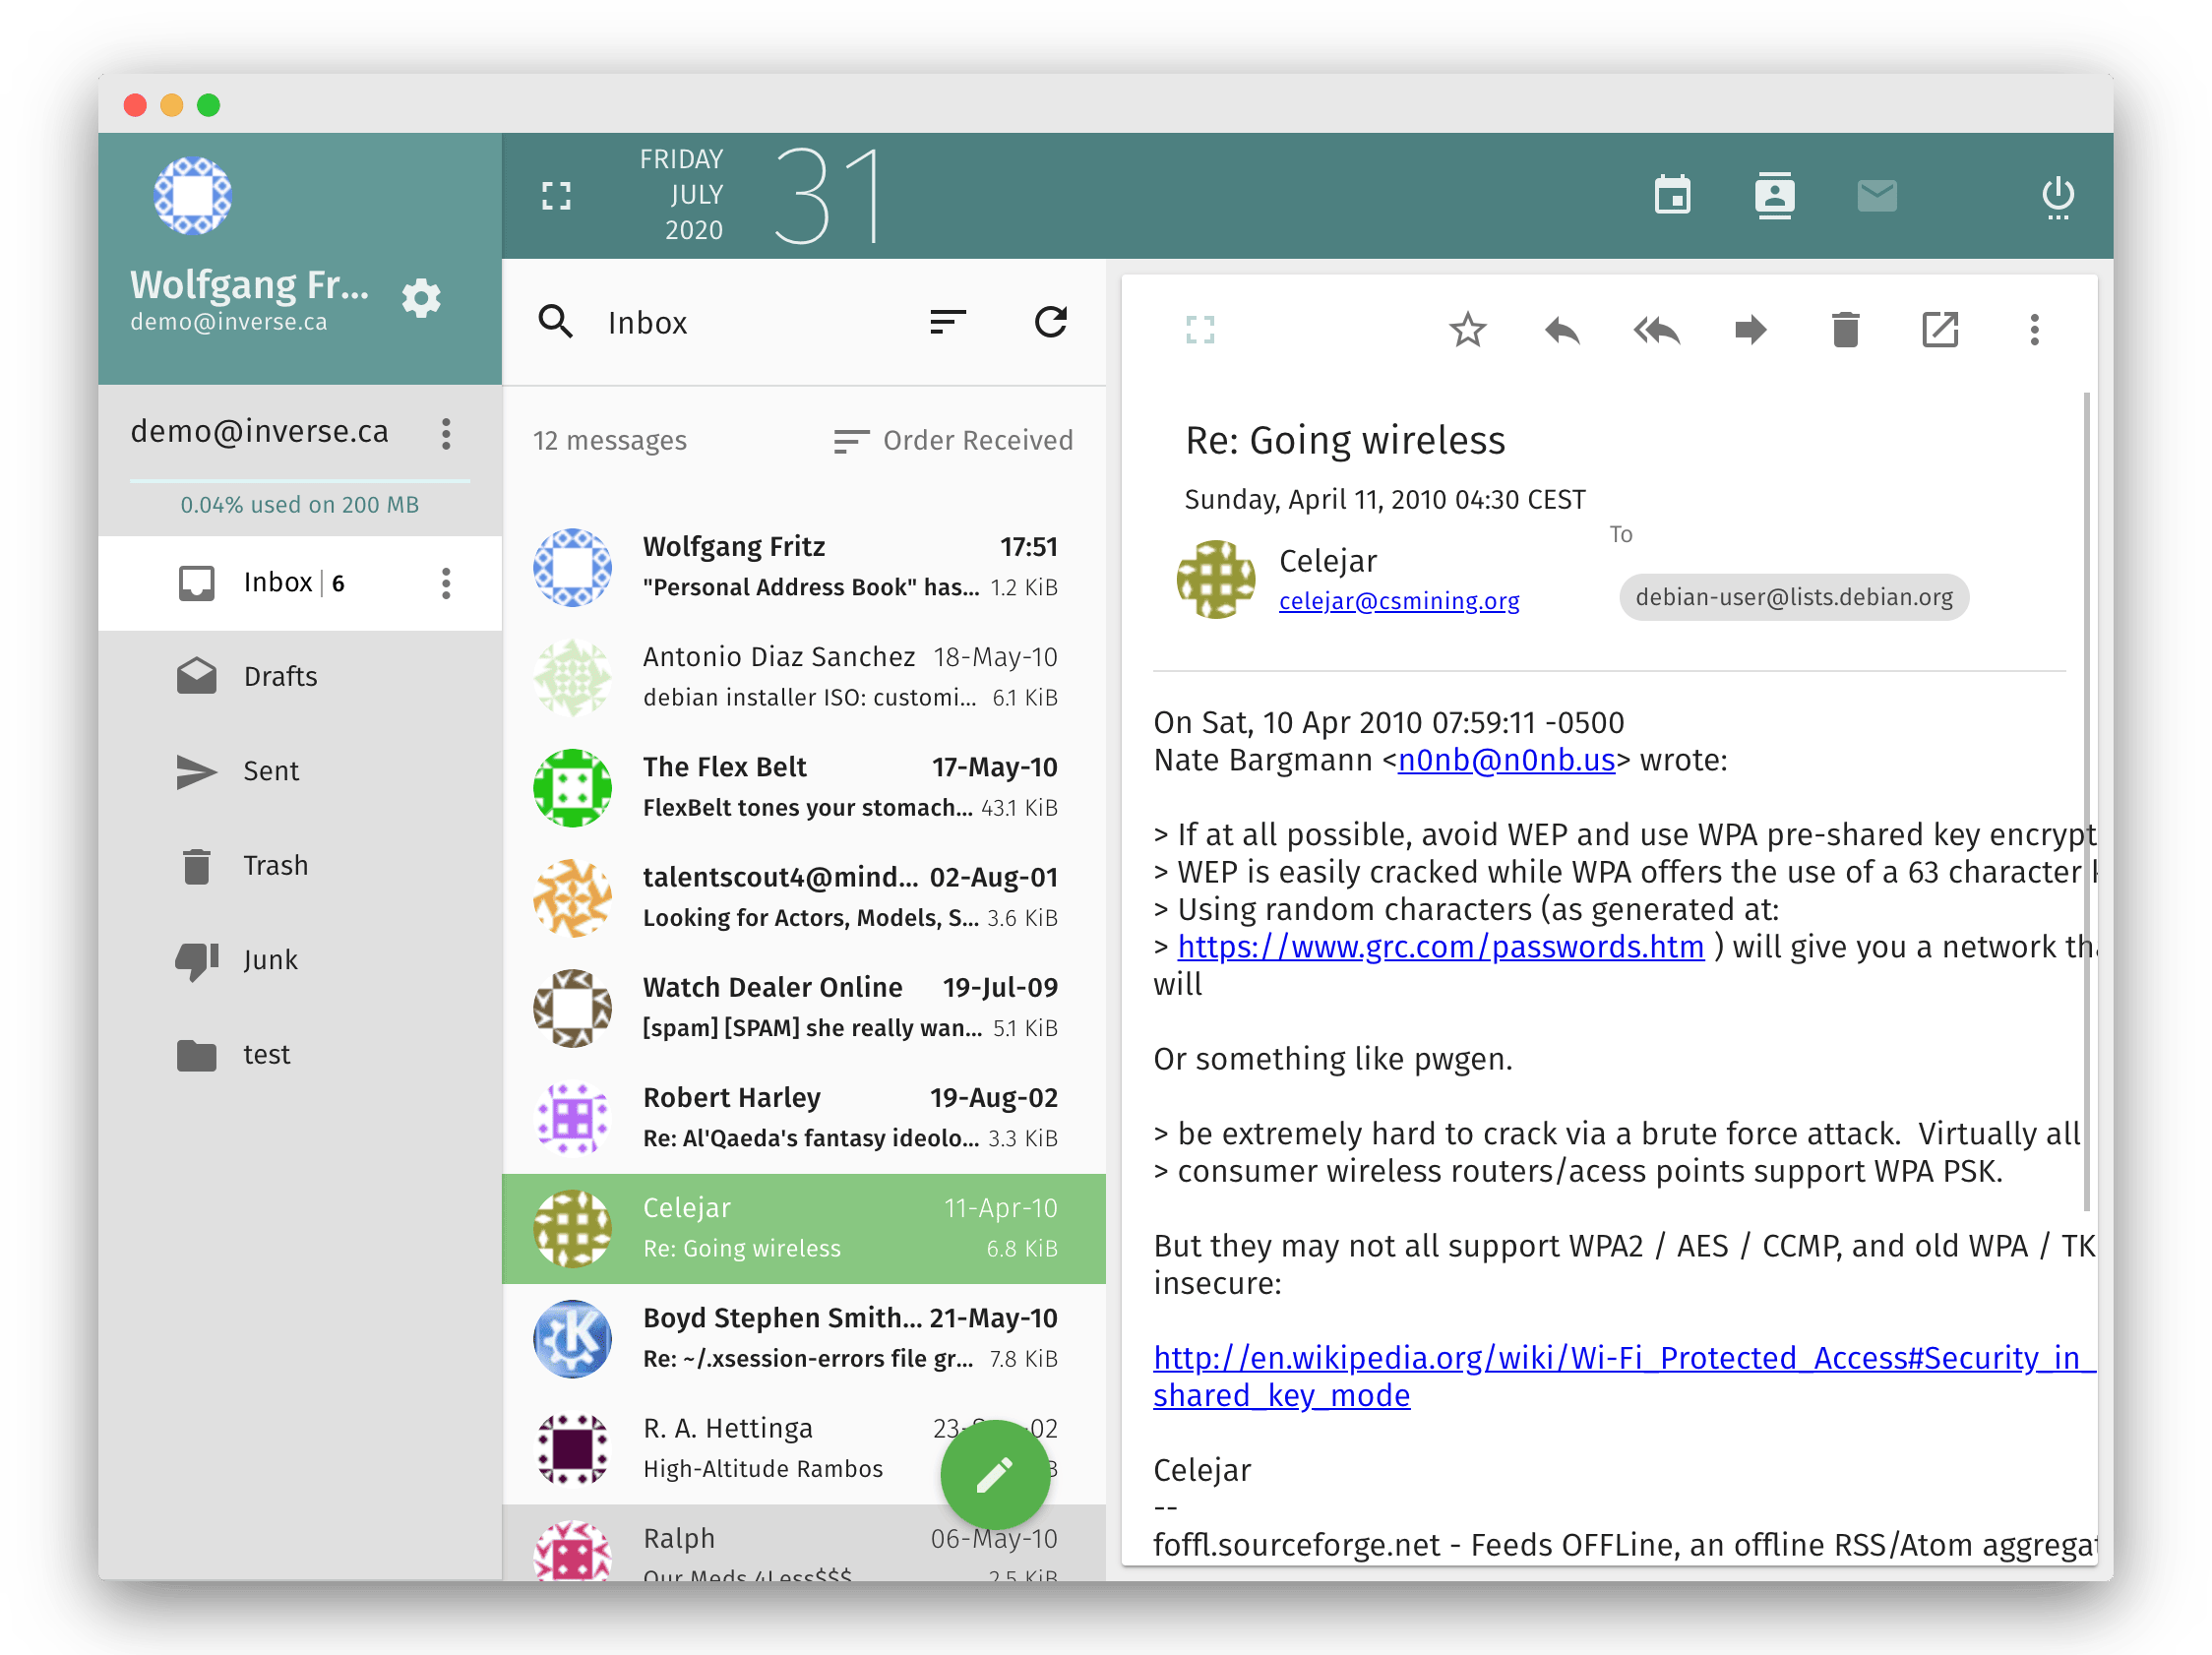 FRIDAY
JULY
2020
31
Wolfgang Fr...
demo@inverse.ca
demo@inverse.ca
0.04% used on 200 MB
Inbox | 6
Drafts
Sent
Trash
Junk
test
Inbox
12 messages
Order Received
Wolfgang Fritz 17:51
"Personal Address Book" has... 1.2 KiB
Antonio Diaz Sanchez 18-May-10
debian installer ISO: customi... 6.1 KiB
The Flex Belt 17-May-10
FlexBelt tones your stomach... 43.1 KiB
talentscout4@mind... 02-Aug-01
Looking for Actors, Models, S... 3.6 KiB
Watch Dealer Online 19-Jul-09
[spam] [SPAM] she really wan... 5.1 KiB
Robert Harley 19-Aug-02
Re: Al'Qaeda's fantasy ideolo... 3.3 KiB
Celejar 11-Apr-10
Re: Going wireless 6.8 KiB
Boyd Stephen Smith... 21-May-10
Re: ~/.xsession-errors file gr... 7.8 KiB
R. A. Hettinga
High-Altitude Rambos
Ralph 06-May-10
Our Meds 4Less$$$ 2.5 KiB
Re: Going wireless
Sunday, April 11, 2010 04:30 CEST
Celejar
celejar@csmining.org
To
debian-user@lists.debian.org
On Sat, 10 Apr 2010 07:59:11 -0500
Nate Bargmann <n0nb@n0nb.us> wrote:
> If at all possible, avoid WEP and use WPA pre-shared key encrypt
> WEP is easily cracked while WPA offers the use of a 63 character
> Using random characters (as generated at:
> https://www.grc.com/passwords.htm ) will give you a network tha
will
Or something like pwgen.
> be extremely hard to crack via a brute force attack.  Virtually all
> consumer wireless routers/acess points support WPA PSK.
But they may not all support WPA2 / AES / CCMP, and old WPA / TK
insecure:
http://en.wikipedia.org/wiki/Wi-Fi_Protected_Access#Security_in_
shared_key_mode
Celejar
--
foffl.sourceforge.net - Feeds OFFLine, an offline RSS/Atom aggregat